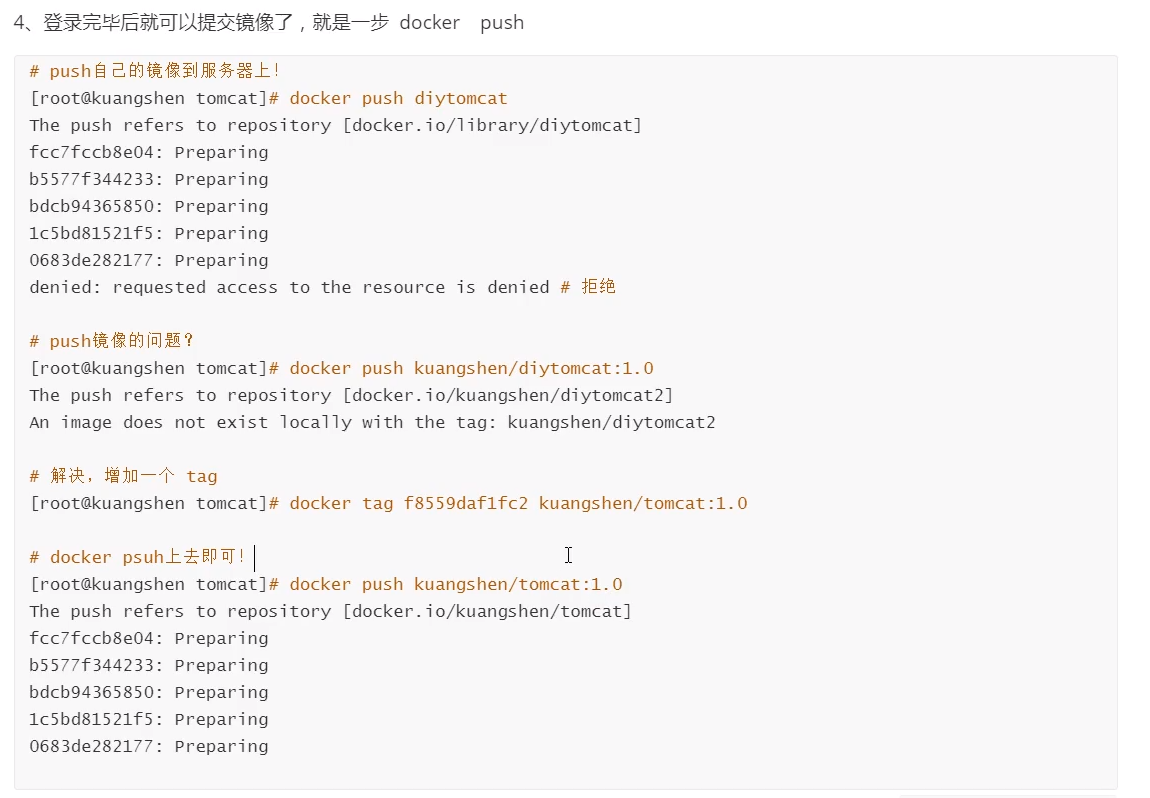 4、登录完毕后就可以提交镜像了，就是一步 docker push
# push自己的镜像到服务器上！
[root@kuangshen tomcat]# docker push diytomcat
The push refers to repository [docker.io/library/diytomcat]
fcc7fccb8e04: Preparing
b5577f344233: Preparing
bdcb94365850: Preparing
1c5bd81521f5: Preparing
0683de282177: Preparing
denied: requested access to the resource is denied # 拒绝
# push镜像的问题？
[root@kuangshen tomcat]# docker push kuangshen/diytomcat:1.0
The push refers to repository [docker.io/kuangshen/diytomcat2]
An image does not exist locally with the tag: kuangshen/diytomcat2
# 解决，增加一个 tag
[root@kuangshen tomcat]# docker tag f8559daf1fc2 kuangshen/tomcat:1.0
# docker psuh上去即可！
[root@kuangshen tomcat]# docker push kuangshen/tomcat:1.0
The push refers to repository [docker.io/kuangshen/tomcat]
fcc7fccb8e04: Preparing
b5577f344233: Preparing
bdcb94365850: Preparing
1c5bd81521f5: Preparing
0683de282177: Preparing